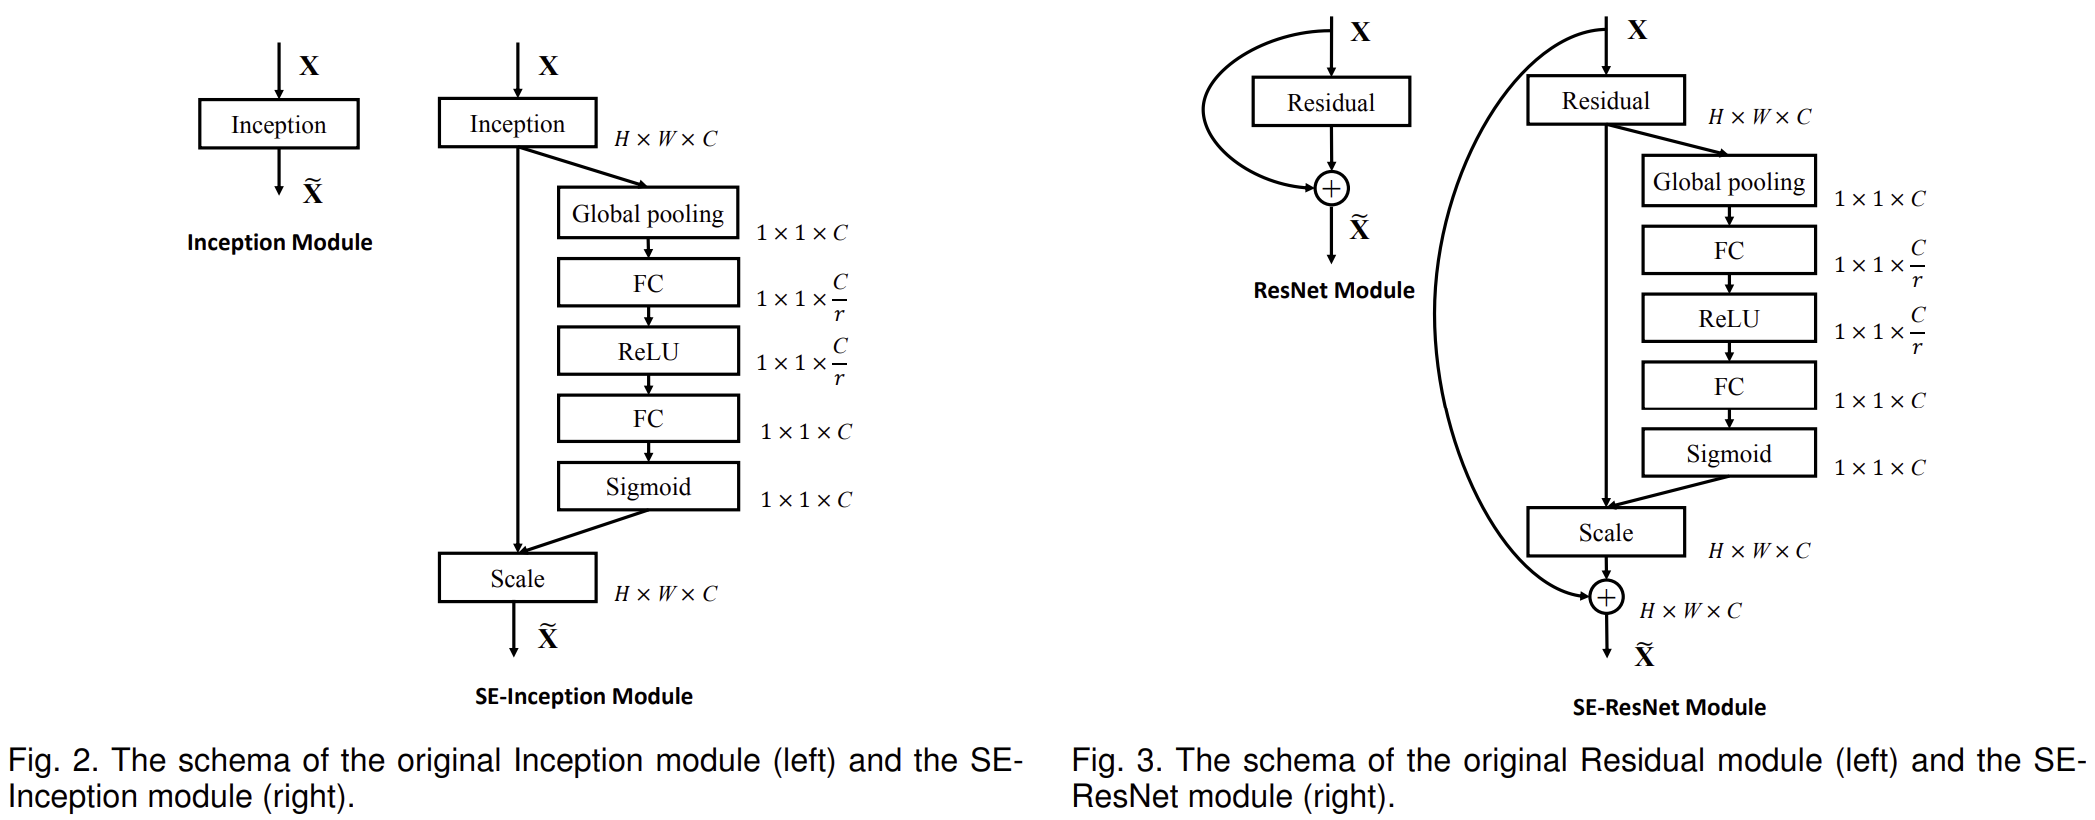 X
Inception
X̃
Inception Module
X
Inception
H × W × C
Global pooling
1 × 1 × C
FC
1 × 1 × C/r
ReLU
1 × 1 × C/r
FC
1 × 1 × C
Sigmoid
1 × 1 × C
Scale
H × W × C
X̃
SE-Inception Module
Fig. 2. The schema of the original Inception module (left) and the SE-
Inception module (right).
X
Residual
+
X̃
ResNet Module
X
Residual
H × W × C
Global pooling
1 × 1 × C
FC
1 × 1 × C/r
ReLU
1 × 1 × C/r
FC
1 × 1 × C
Sigmoid
1 × 1 × C
Scale
H × W × C
+
H × W × C
X̃
SE-ResNet Module
Fig. 3. The schema of the original Residual module (left) and the SE-
ResNet module (right).